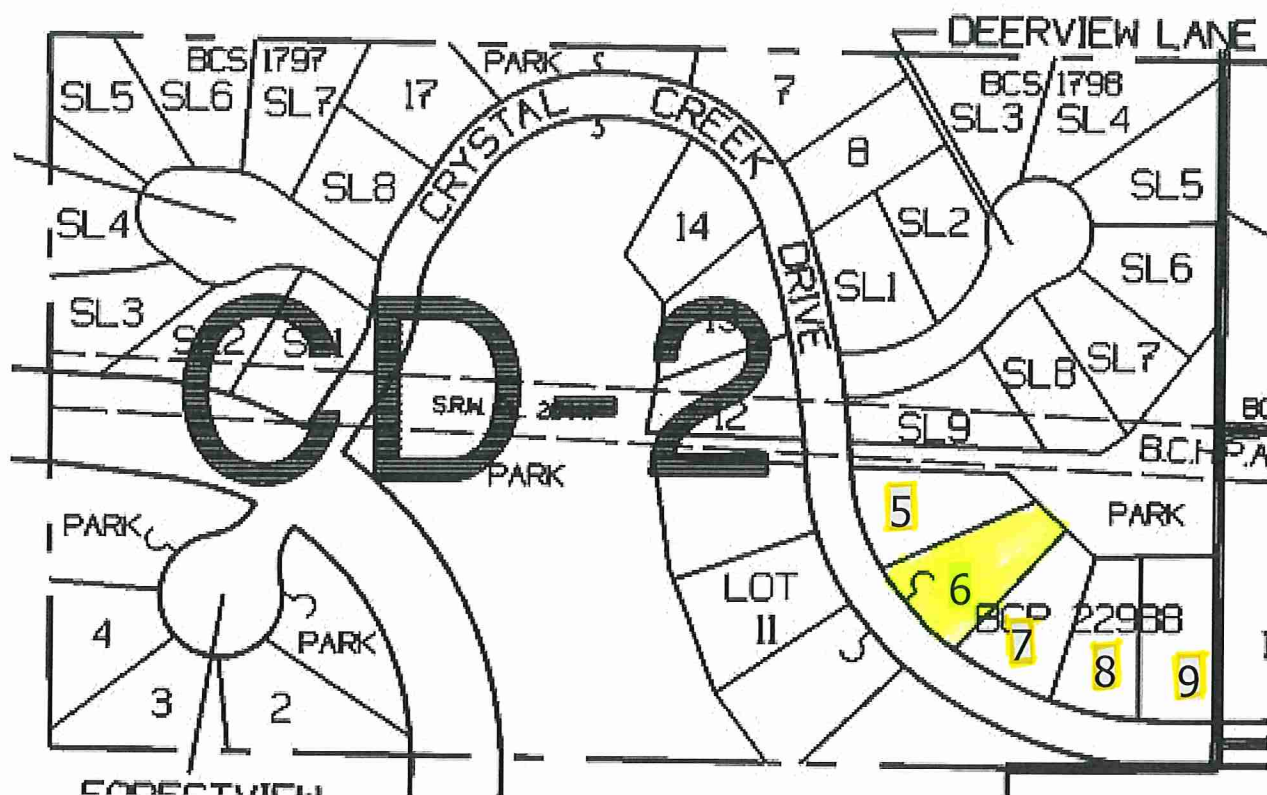 DEERVIEW LANE
BCS 1797
SL5
SL6
SL7
17
PARK
CRYSTAL CREEK DRIVE
7
BCS 1798
SL3
SL4
8
SL8
SL5
SL4
14
SL2
SL6
SL1
SL3
SL2
SL1
13
SL8
SL7
CD-2
S.R.W.
12
SL9
B.C.H.P.A
PARK
5
PARK
PARK
6
LOT
11
BCP 22988
7
8
9
4
PARK
3
2
FORESTVIEW